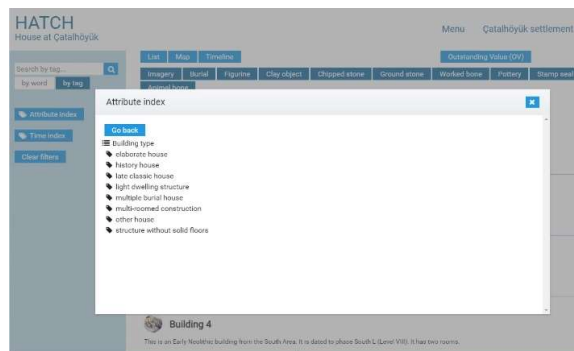 HATCH
House at Çatalhöyük
Menu Çatalhöyük settlement
List Map Timeline Outstanding Value (OV)
Search by tag...
by word by tag
Imagery Burial Figurine Clay object Chipped stone Ground stone Worked bone Pottery Stamp seal
Animal bone
Attribute index
Time index
Clear filters
Attribute index
Go back
Building type
elaborate house
history house
late classic house
light dwelling structure
multiple burial house
multi-roomed construction
other house
structure without solid floors
Building 4
This is an Early Neolithic building from the South Area. It is dated to phase South L (Level VIII). It has two rooms.